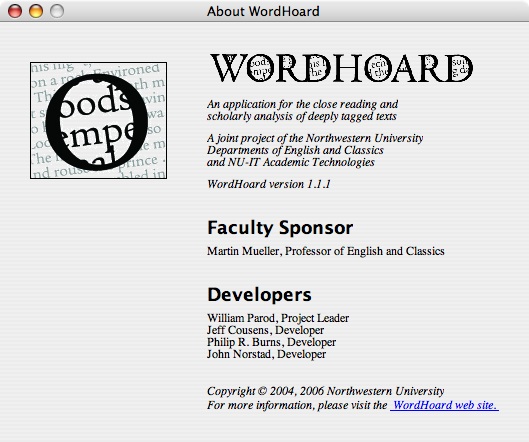 About WordHoard
WORDHOARD
oods
empe
An application for the close reading and
scholarly analysis of deeply tagged texts
A joint project of the Northwestern University
Departments of English and Classics
and NU-IT Academic Technologies
WordHoard version 1.1.1
Faculty Sponsor
Martin Mueller, Professor of English and Classics
Developers
William Parod, Project Leader
Jeff Cousens, Developer
Philip R. Burns, Developer
John Norstad, Developer
Copyright © 2004, 2006 Northwestern University
For more information, please visit the WordHoard web site.